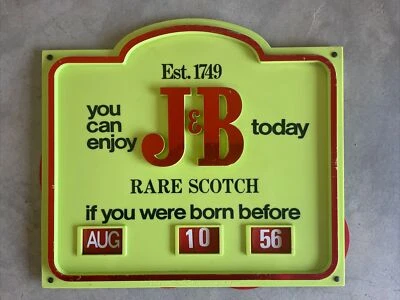 Est. 1749
you
can
enjoy
J&B
today
RARE SCOTCH
if you were born before
AUG 10 56